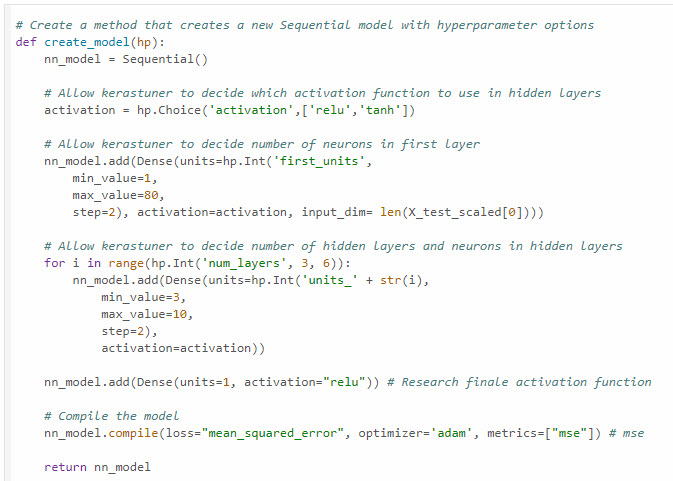 # Create a method that creates a new Sequential model with hyperparameter options
def create_model(hp):
    nn_model = Sequential()

    # Allow kerastuner to decide which activation function to use in hidden layers
    activation = hp.Choice('activation',['relu','tanh'])

    # Allow kerastuner to decide number of neurons in first layer
    nn_model.add(Dense(units=hp.Int('first_units',
        min_value=1,
        max_value=80,
        step=2), activation=activation, input_dim= len(X_test_scaled[0])))

    # Allow kerastuner to decide number of hidden layers and neurons in hidden layers
    for i in range(hp.Int('num_layers', 3, 6)):
        nn_model.add(Dense(units=hp.Int('units_' + str(i),
            min_value=3,
            max_value=10,
            step=2),
            activation=activation))

    nn_model.add(Dense(units=1, activation="relu")) # Research finale activation function

    # Compile the model
    nn_model.compile(loss="mean_squared_error", optimizer='adam', metrics=["mse"]) # mse

    return nn_model